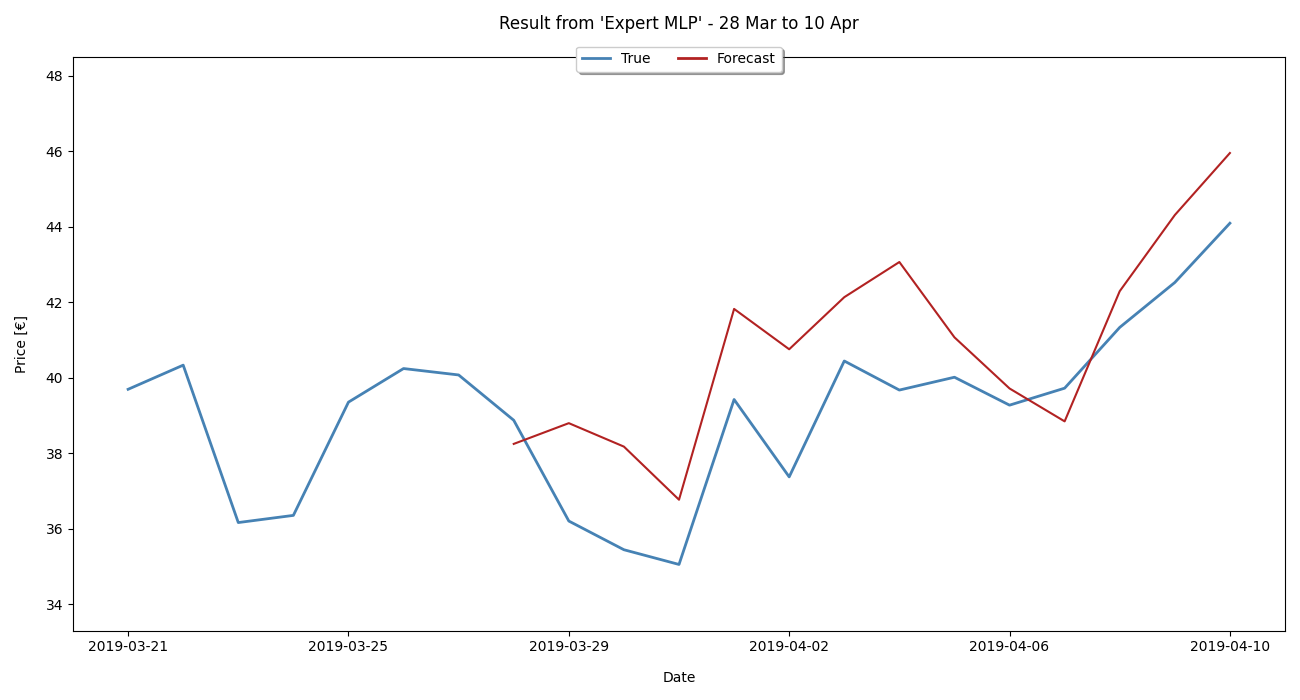 Result from 'Expert MLP' - 28 Mar to 10 Apr
True Forecast
48
46
44
42
40
38
36
34
Price [€]
2019-03-21 2019-03-25 2019-03-29 2019-04-02 2019-04-06 2019-04-10
Date